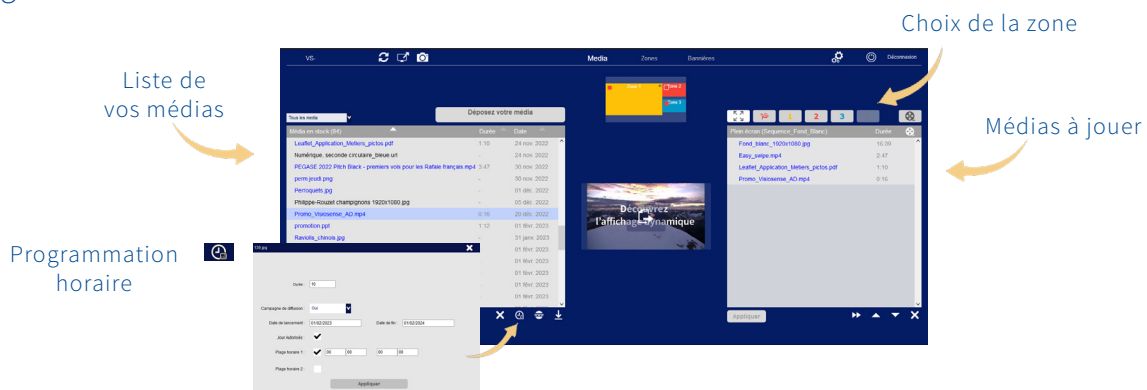 Choix de la zone
Liste de
vos médias
Médias à jouer
Programmation
horaire
VS-
Media
Zones
Bannières
Déconnexion
Zone 1
Zone 2
Zone 3
Tous les media
Déposez votre média
Média en stock (84) Durée Date
Leaflet_Application_Metiers_pictos.pdf 1:10 24 nov. 2022
Numérique, seconde circulaire_bleue.url - 24 nov. 2022
PEGASE 2022 Pitch Black - premiers vols pour les Rafale français.mp4 3:47 30 nov. 2022
perm jeudi.png - 30 nov. 2022
Perroquets.jpg - 01 déc. 2022
Philippe-Rouzet champignons 1920x1080.jpg - 05 déc. 2022
Promo_Visiosense_AD.mp4 0:16 20 déc. 2022
promotion.ppt 1:12 01 févr. 2023
Raviolis_chinois.jpg - 31 janv. 2023
01 févr. 2023
01 févr. 2023
01 févr. 2023
01 févr. 2023
01 févr. 2023
Découvrez
l'affichage dynamique
1 2 3
Plein écran (Sequence_Fond_Blanc) Durée
Fond_blanc_1920x1080.jpg 16:39
Easy_swipe.mp4 2:47
Leaflet_Application_Metiers_pictos.pdf 1:10
Promo_Visiosense_AD.mp4 0:16
Appliquer
Durée : 10
Campagne de diffusion : Oui
Date de lancement : 01/02/2023 Date de fin : 01/02/2024
Jour Autorisés :
Plage horaire 1 : 00 00 00 00
Plage horaire 2 :
Appliquer